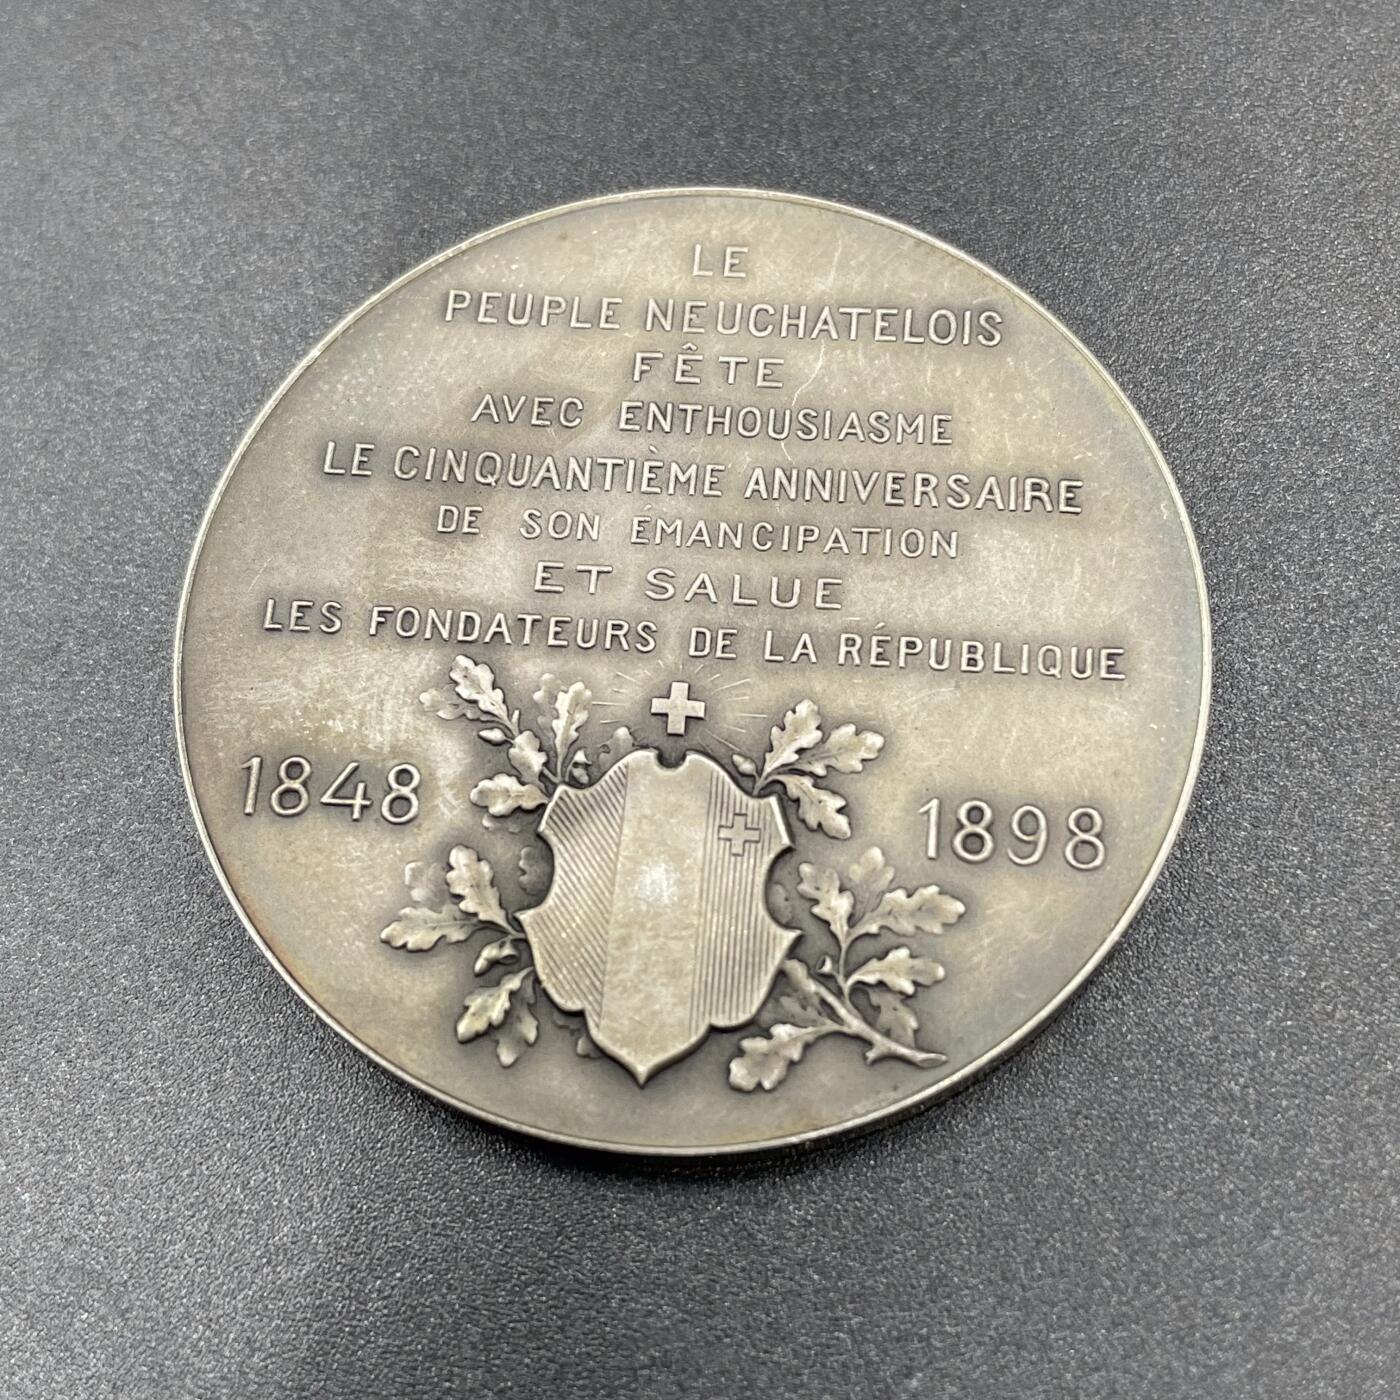 LE
PEUPLE NEUCHATELOIS
FÊTE
AVEC ENTHOUSIASME
LE CINQUANTIÈME ANNIVERSAIRE
DE SON ÉMANCIPATION
ET SALUE
LES FONDATEURS DE LA RÉPUBLIQUE
1848 1898